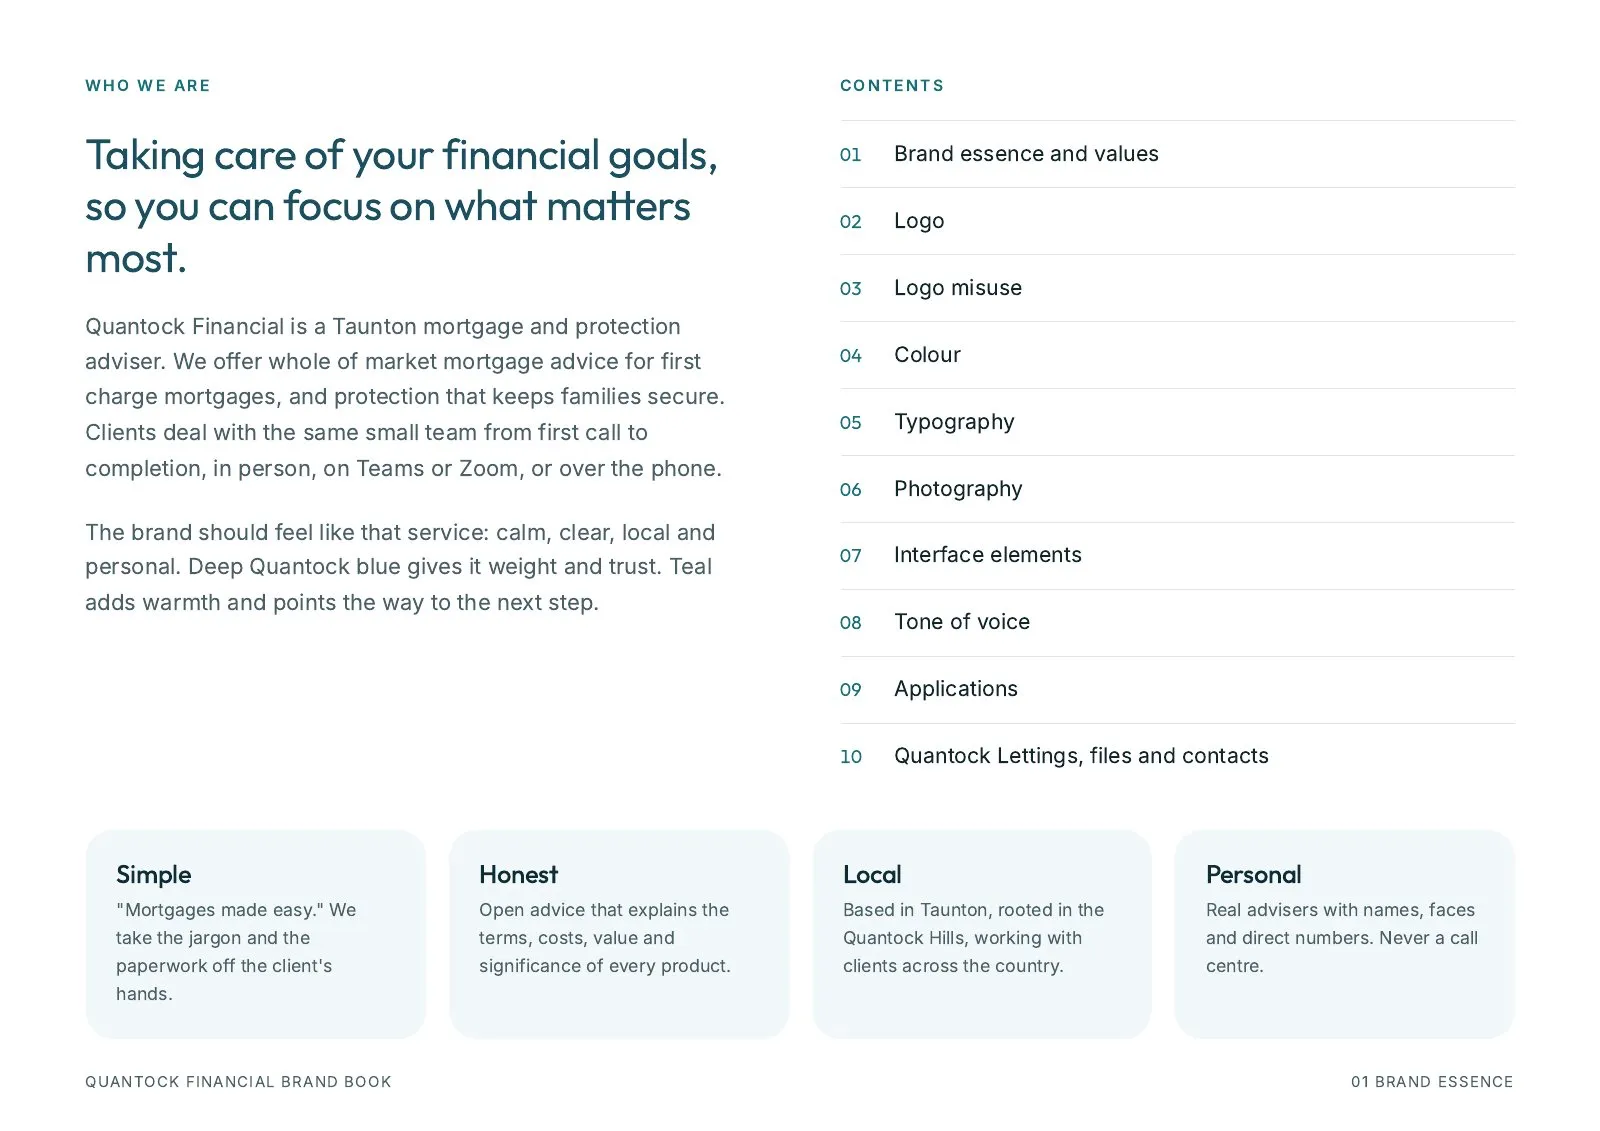 WHO WE ARE
Taking care of your financial goals,
so you can focus on what matters
most.
Quantock Financial is a Taunton mortgage and protection
adviser. We offer whole of market mortgage advice for first
charge mortgages, and protection that keeps families secure.
Clients deal with the same small team from first call to
completion, in person, on Teams or Zoom, or over the phone.
The brand should feel like that service: calm, clear, local and
personal. Deep Quantock blue gives it weight and trust. Teal
adds warmth and points the way to the next step.
CONTENTS
01 Brand essence and values
02 Logo
03 Logo misuse
04 Colour
05 Typography
06 Photography
07 Interface elements
08 Tone of voice
09 Applications
10 Quantock Lettings, files and contacts
Simple
"Mortgages made easy." We
take the jargon and the
paperwork off the client's
hands.
Honest
Open advice that explains the
terms, costs, value and
significance of every product.
Local
Based in Taunton, rooted in the
Quantock Hills, working with
clients across the country.
Personal
Real advisers with names, faces
and direct numbers. Never a call
centre.
QUANTOCK FINANCIAL BRAND BOOK
01 BRAND ESSENCE